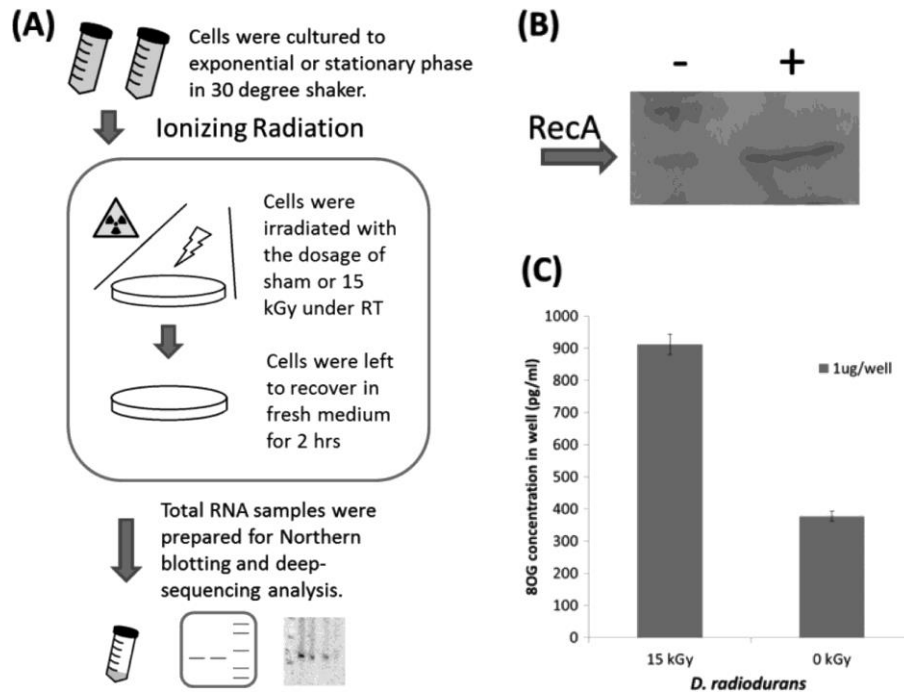 (A)
Cells were cultured to
exponential or stationary phase
in 30 degree shaker.
Ionizing Radiation
Cells were
irradiated with
the dosage of
sham or 15
kGy under RT
Cells were left
to recover in
fresh medium
for 2 hrs
Total RNA samples were
prepared for Northern
blotting and deep-
sequencing analysis.
(B)
- +
RecA
(C)
8OG concentration in well (pg/ml)
1000
900
800
700
600
500
400
300
200
100
0
1ug/well
15 kGy 0 kGy
D. radiodurans